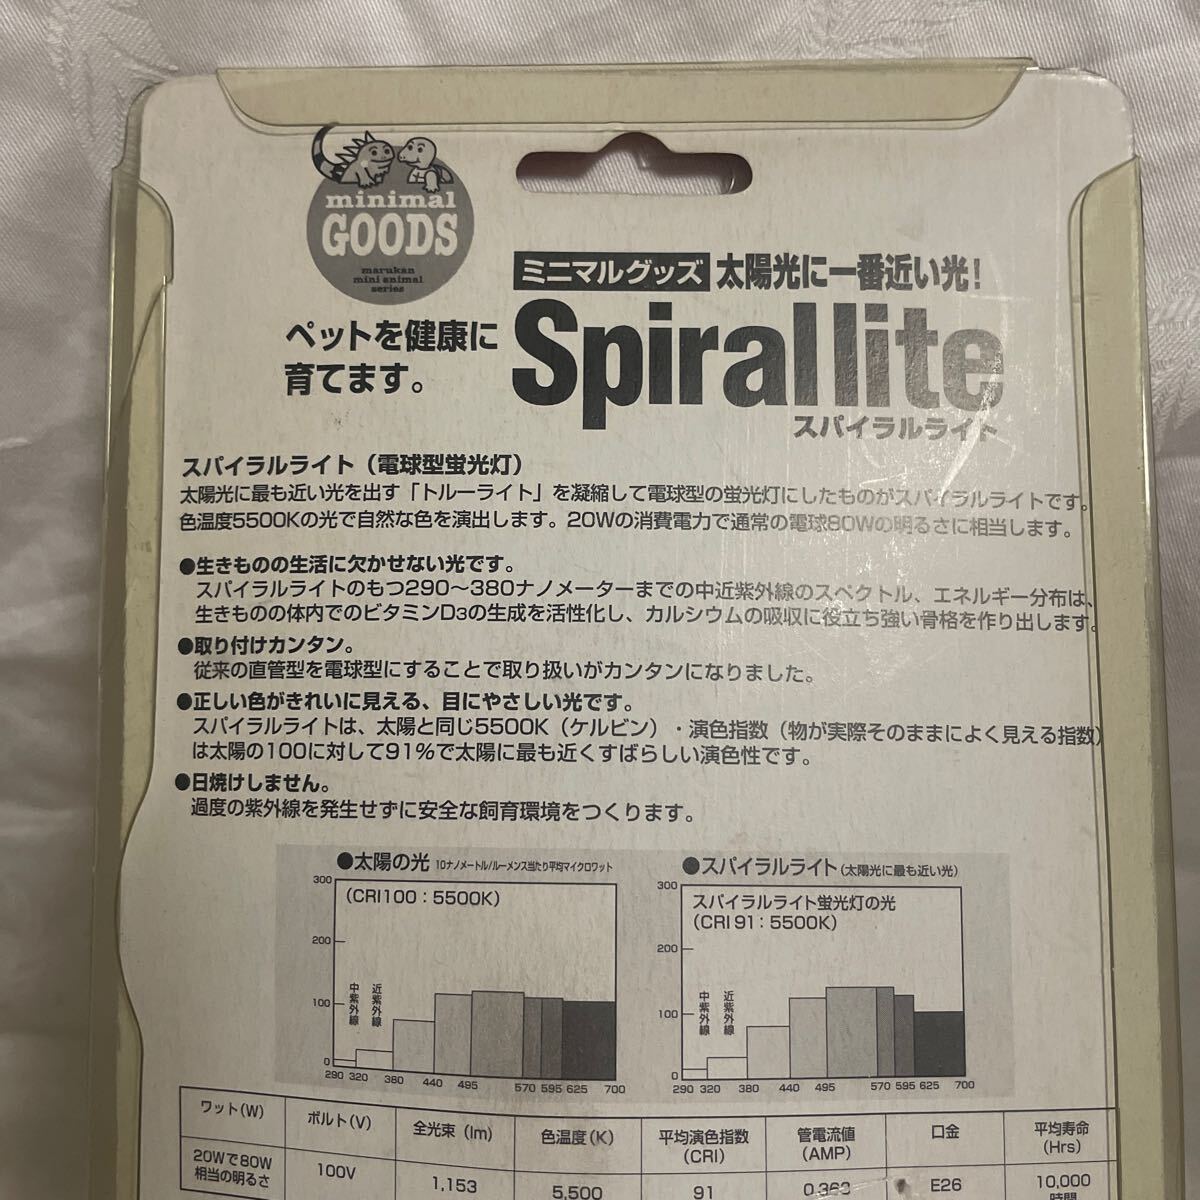 minimal
GOODS
marukan
mini animal
series
ミニマルグッズ 太陽光に一番近い光!
ペットを健康に
育てます。
Spiral lite
スパイラルライト
スパイラルライト（電球型蛍光灯）
太陽光に最も近い光を出す「トルーライト」を凝縮して電球型の蛍光灯にしたものがスパイラルライトです。
色温度5500Kの光で自然な色を演出します。20Wの消費電力で通常の電球80Wの明るさに相当します。
●生きものの生活に欠かせない光です。
スパイラルライトのもつ290〜380ナノメーターまでの中近紫外線のスペクトル、エネルギー分布は、
生きものの体内でのビタミンD3の生成を活性化し、カルシウムの吸収に役立ち強い骨格を作り出します。
●取り付けカンタン。
従来の直管型を電球型にすることで取り扱いがカンタンになりました。
●正しい色がきれいに見える、目にやさしい光です。
スパイラルライトは、太陽と同じ5500K（ケルビン）・演色指数（物が実際そのままによく見える指数）
は太陽の100に対して91％で太陽に最も近くすばらしい演色性です。
●日焼けしません。
過度の紫外線を発生せずに安全な飼育環境をつくります。
●太陽の光 10ナノメートル/ルーメンス当たり平均マイクロワット
300
(CRI100：5500K)
200
100
0
中紫外線
近紫外線
290 320 380 440 495 570 595 625 700
●スパイラルライト（太陽光に最も近い光）
300
スパイラルライト蛍光灯の光
(CRI 91：5500K)
200
100
0
中紫外線
近紫外線
290 320 380 440 495 570 595 625 700
ワット(W) ボルト(V) 全光束(lm) 色温度(K) 平均演色指数(CRI) 管電流値(AMP) 口金 平均寿命(Hrs)
20Wで80W相当の明るさ 100V 1,153 5,500 91 0.363 E26 10,000時間